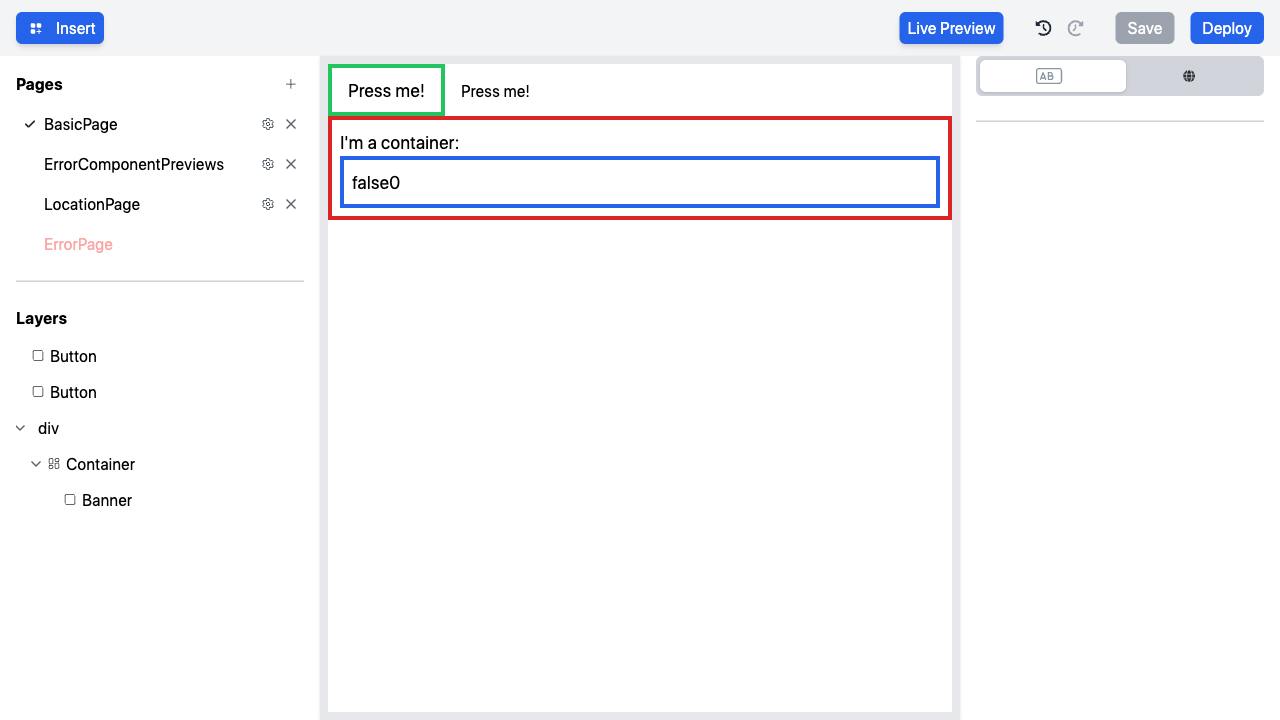 Insert
Live Preview
Save
Deploy
Pages
BasicPage
ErrorComponentPreviews
LocationPage
ErrorPage
Layers
Button
Button
div
Container
Banner
Press me!
Press me!
I'm a container:
false0
AB